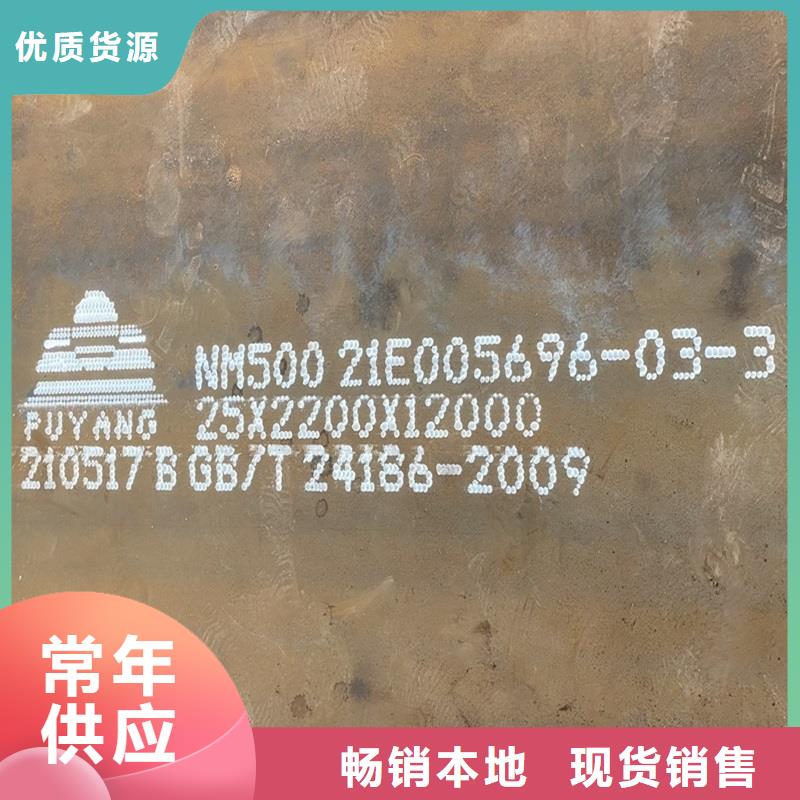 优质货源
NM500 21E005696-03-3
FUYANG
25X2200X12000
210517B GB/T 24186-2009
常年
供应
畅销本地 现货销售